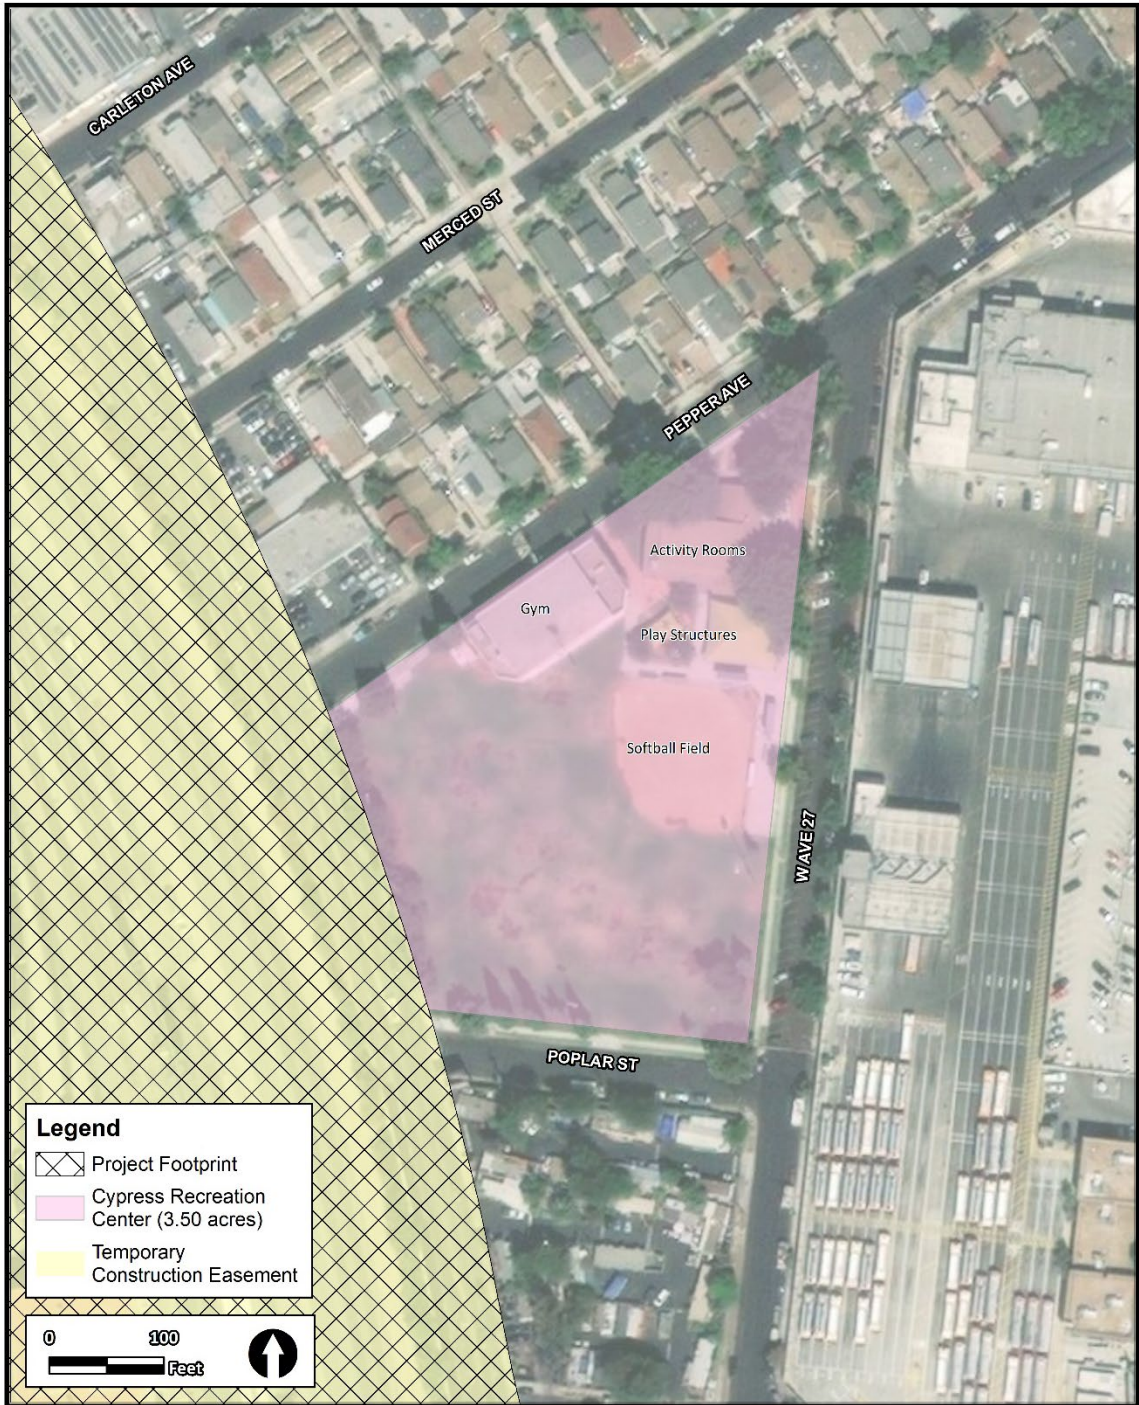 CARLETON AVE
MERCED ST
PEPPER AVE
Activity Rooms
Gym
Play Structures
Softball Field
W AVE 27
POPLAR ST
Legend
Project Footprint
Cypress Recreation
Center (3.50 acres)
Temporary
Construction Easement
0 100
Feet